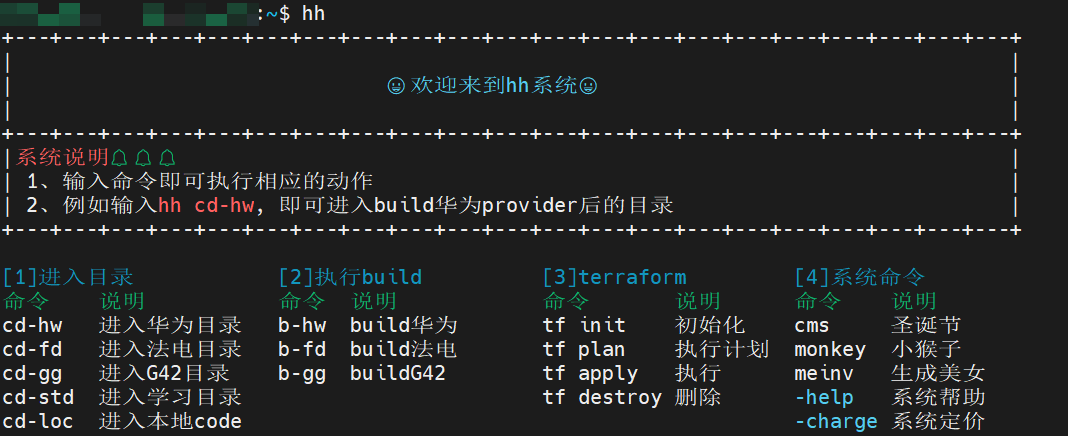 :~$ hh
+---+---+---+---+---+---+---+---+---+---+---+---+---+---+---+---+---+---+---+---+---+
😀欢迎来到hh系统😀
+---+---+---+---+---+---+---+---+---+---+---+---+---+---+---+---+---+---+---+---+---+
|系统说明🔔🔔🔔 |
| 1、输入命令即可执行相应的动作 |
| 2、例如输入hh cd-hw，即可进入build华为provider后的目录 |
+---+---+---+---+---+---+---+---+---+---+---+---+---+---+---+---+---+---+---+---+---+
[1]进入目录 [2]执行build [3]terraform [4]系统命令
命令 说明 命令 说明 命令 说明 命令 说明
cd-hw 进入华为目录 b-hw build华为 tf init 初始化 cms 圣诞节
cd-fd 进入法电目录 b-fd build法电 tf plan 执行计划 monkey 小猴子
cd-gg 进入G42目录 b-gg buildG42 tf apply 执行 meinv 生成美女
cd-std 进入学习目录 tf destroy 删除 -help 系统帮助
cd-loc 进入本地code -charge 系统定价